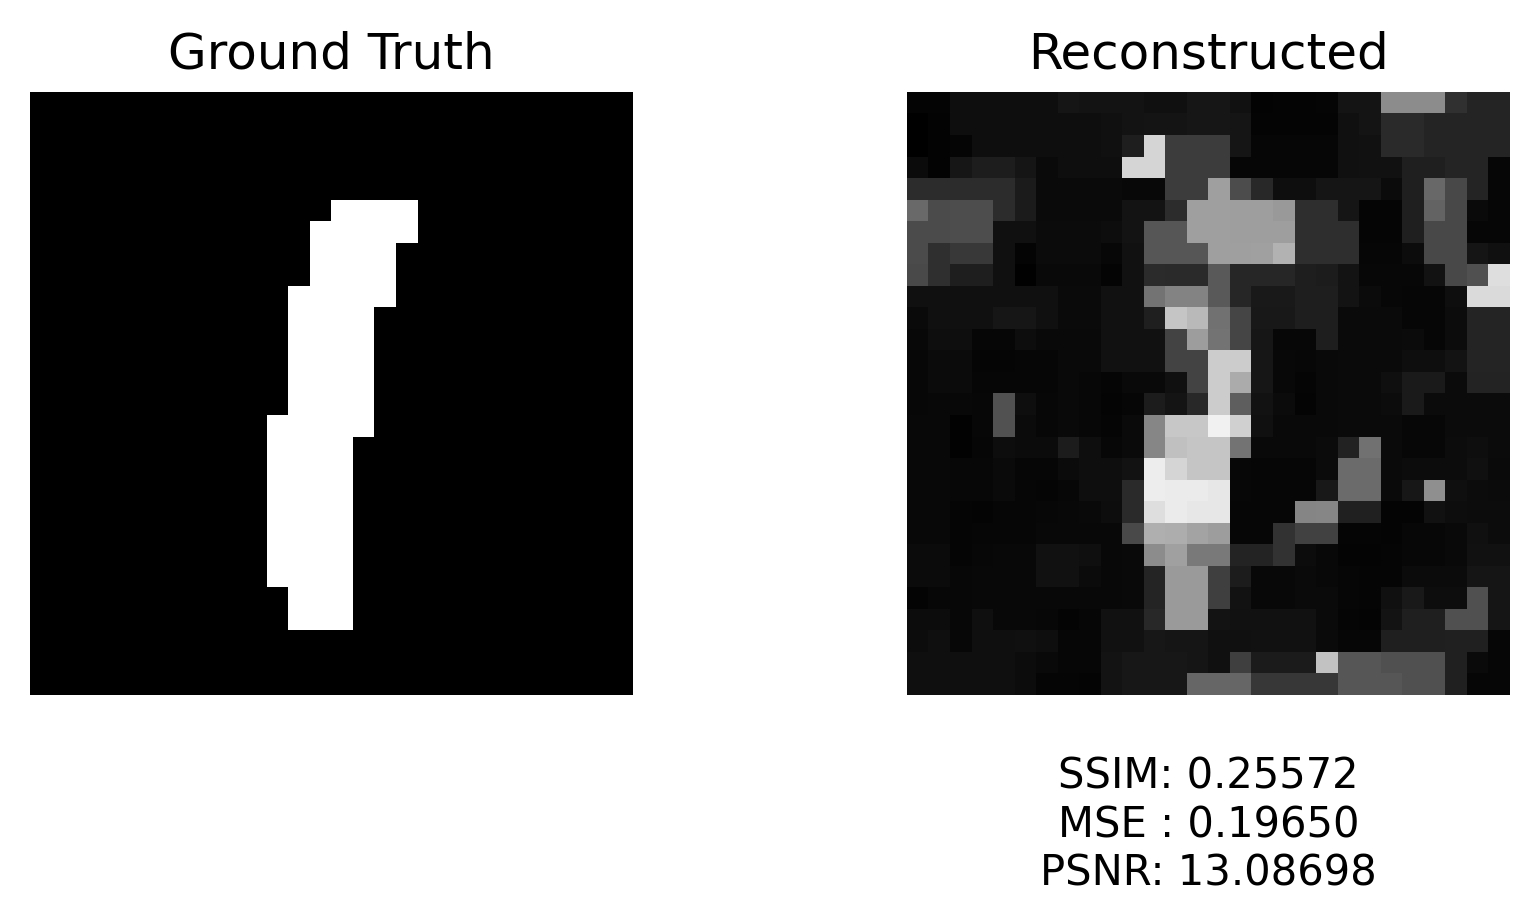 Ground Truth
Reconstructed
SSIM: 0.25572
MSE : 0.19650
PSNR: 13.08698